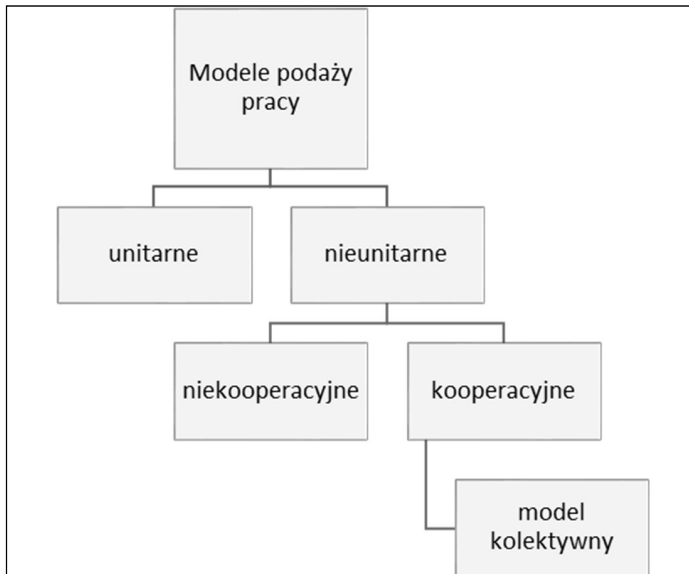 Modele podaży
pracy
unitarne
nieunitarne
niekooperacyjne
kooperacyjne
model
kolektywny